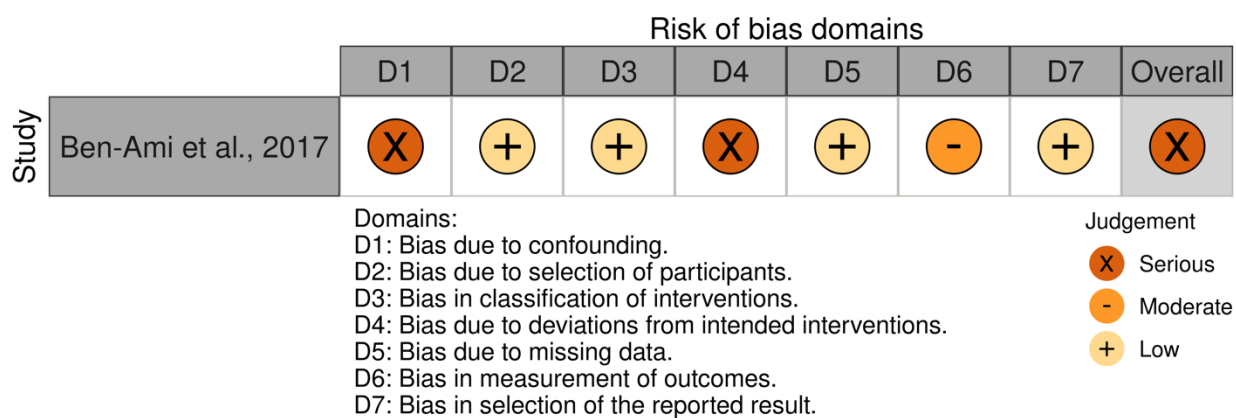 Risk of bias domains
D1 D2 D3 D4 D5 D6 D7 Overall
Study
Ben-Ami et al., 2017 X + + X + - + X
Domains:
D1: Bias due to confounding.
D2: Bias due to selection of participants.
D3: Bias in classification of interventions.
D4: Bias due to deviations from intended interventions.
D5: Bias due to missing data.
D6: Bias in measurement of outcomes.
D7: Bias in selection of the reported result.
Judgement
X Serious
- Moderate
+ Low